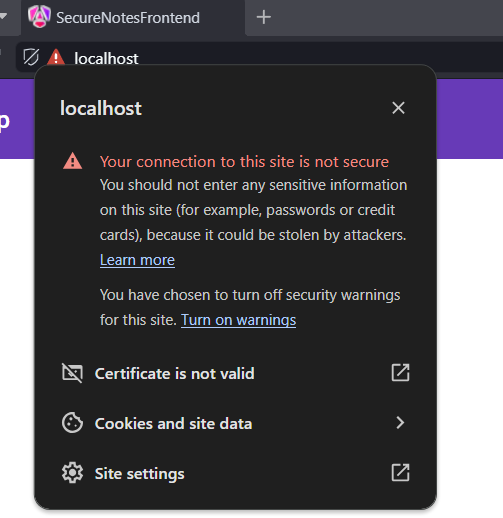 SecureNotesFrontend
localhost
p
localhost
Your connection to this site is not secure
You should not enter any sensitive information
on this site (for example, passwords or credit
cards), because it could be stolen by attackers.
Learn more
You have chosen to turn off security warnings
for this site. Turn on warnings
Certificate is not valid
Cookies and site data
Site settings